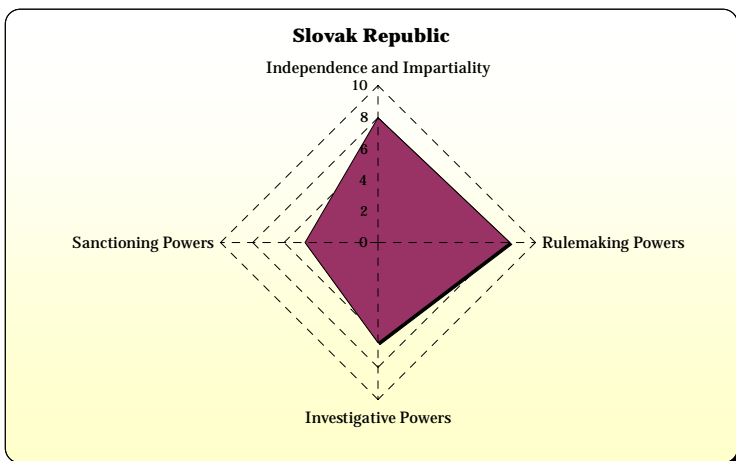 Slovak Republic
Independence and Impartiality
10
8
6
4
2
Sanctioning Powers 0 Rulemaking Powers
Investigative Powers